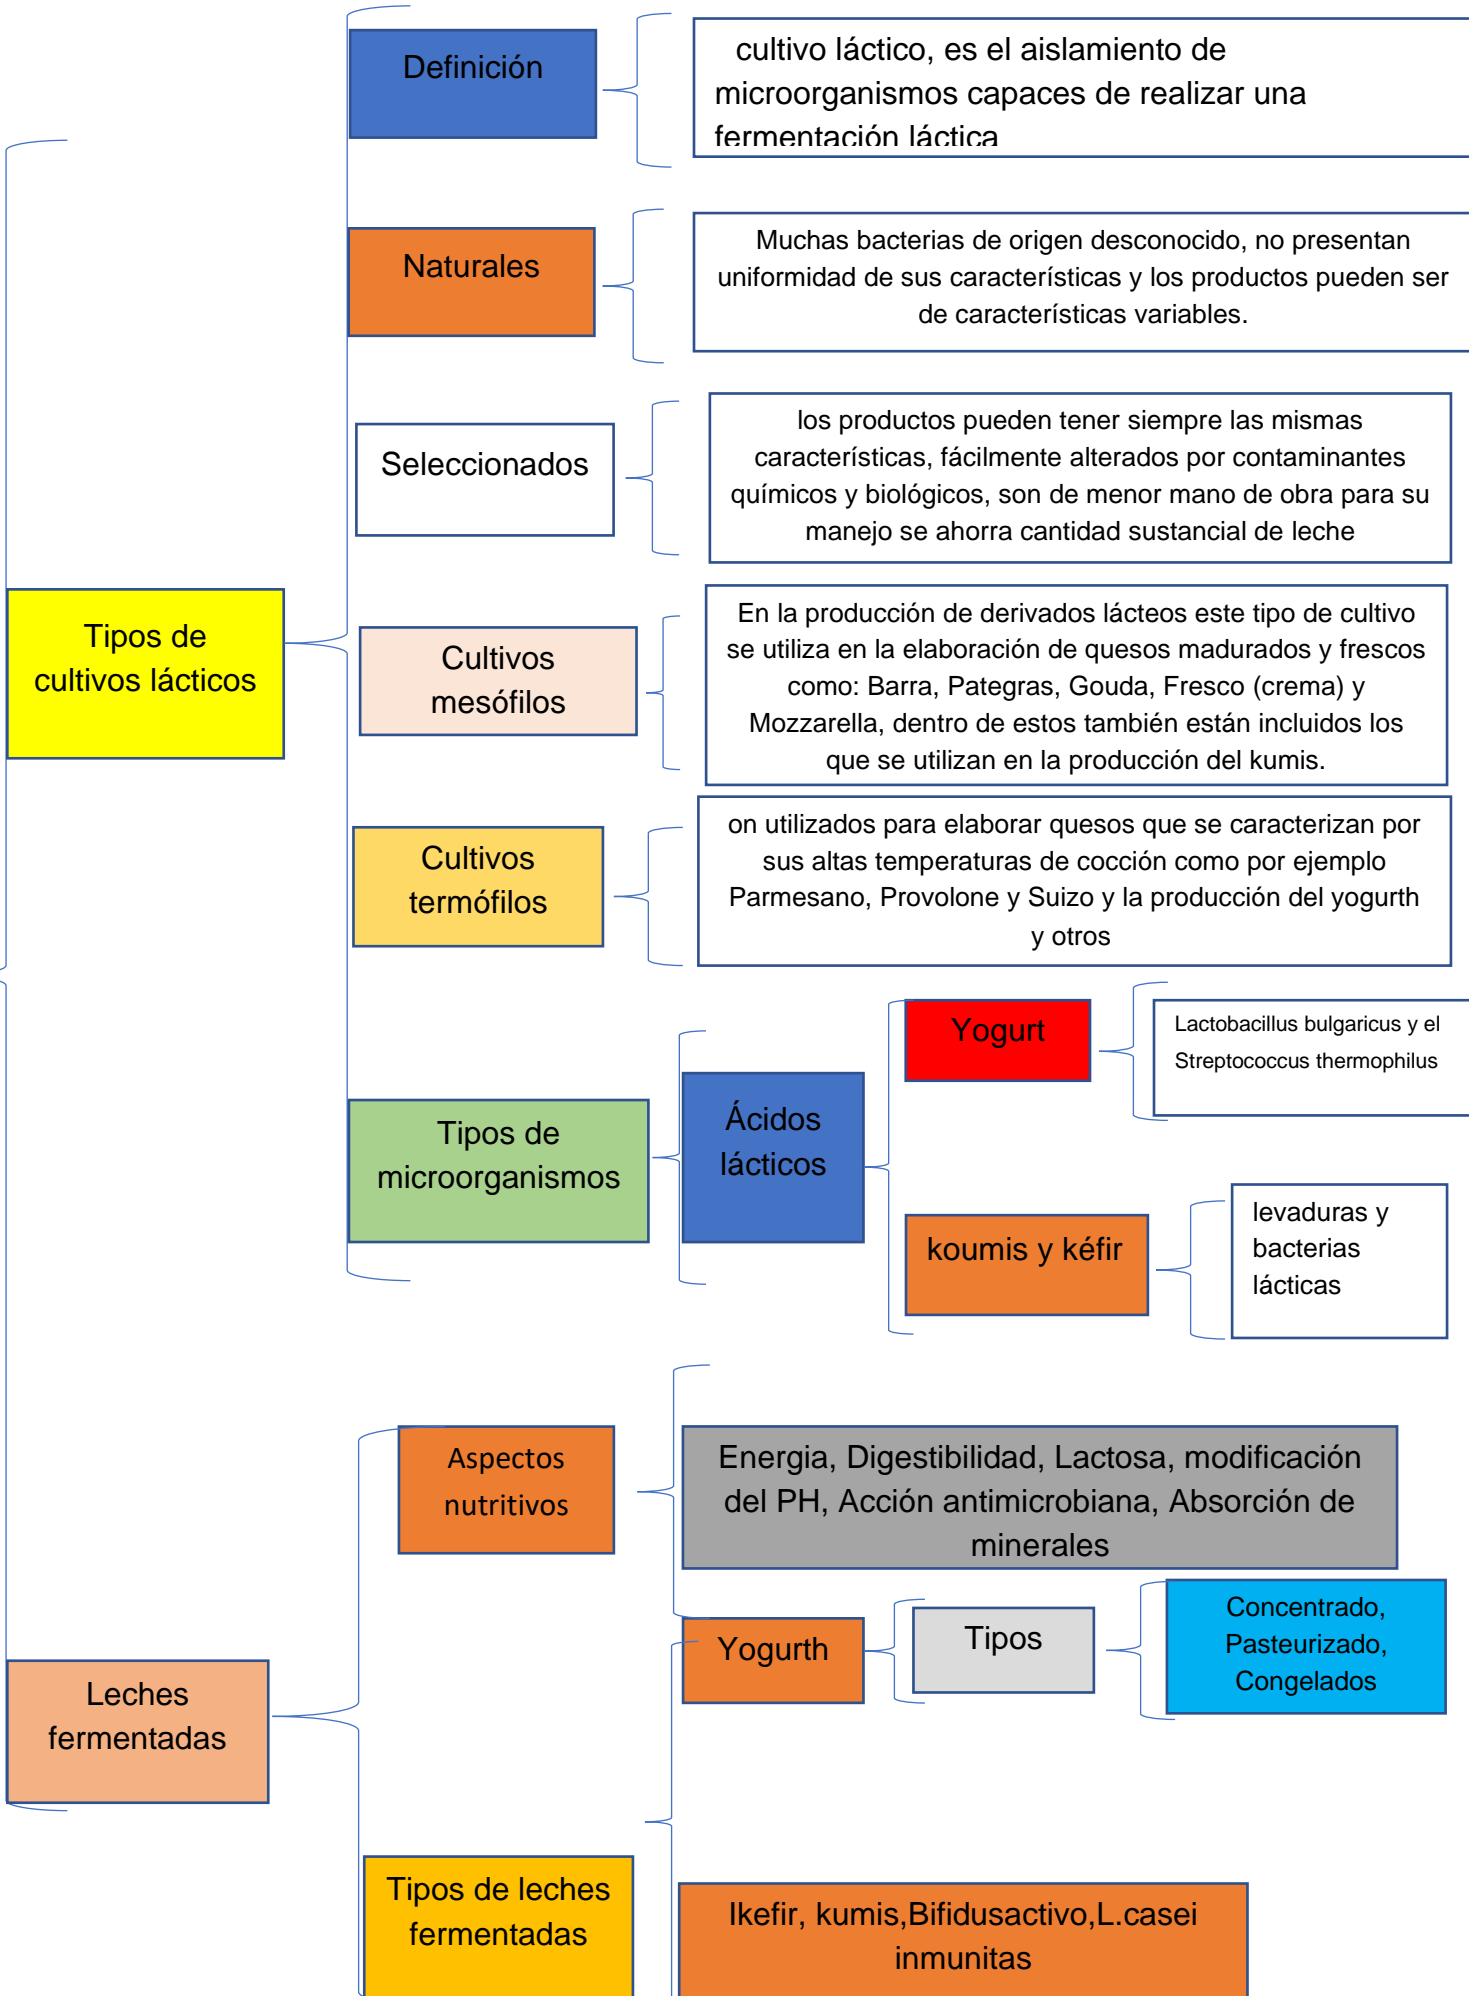 Definición
cultivo láctico, es el aislamiento de
microorganismos capaces de realizar una
fermentación láctica
Naturales
Muchas bacterias de origen desconocido, no presentan
uniformidad de sus características y los productos pueden ser
de características variables.
Seleccionados
los productos pueden tener siempre las mismas
características, fácilmente alterados por contaminantes
químicos y biológicos, son de menor mano de obra para su
manejo se ahorra cantidad sustancial de leche
Tipos de
cultivos lácticos
Cultivos
mesófilos
En la producción de derivados lácteos este tipo de cultivo
se utiliza en la elaboración de quesos madurados y frescos
como: Barra, Pategras, Gouda, Fresco (crema) y
Mozzarella, dentro de estos también están incluidos los
que se utilizan en la producción del kumis.
Cultivos
termófilos
on utilizados para elaborar quesos que se caracterizan por
sus altas temperaturas de cocción como por ejemplo
Parmesano, Provolone y Suizo y la producción del yogurth
y otros
Tipos de
microorganismos
Ácidos
lácticos
Yogurt
Lactobacillus bulgaricus y el
Streptococcus thermophilus
koumis y kéfir
levaduras y
bacterias
lácticas
Leches
fermentadas
Aspectos
nutritivos
Energia, Digestibilidad, Lactosa, modificación
del PH, Acción antimicrobiana, Absorción de
minerales
Yogurth
Tipos
Concentrado,
Pasteurizado,
Congelados
Tipos de leches
fermentadas
Ikefir, kumis,Bifidusactivo,L.casei
inmunitas